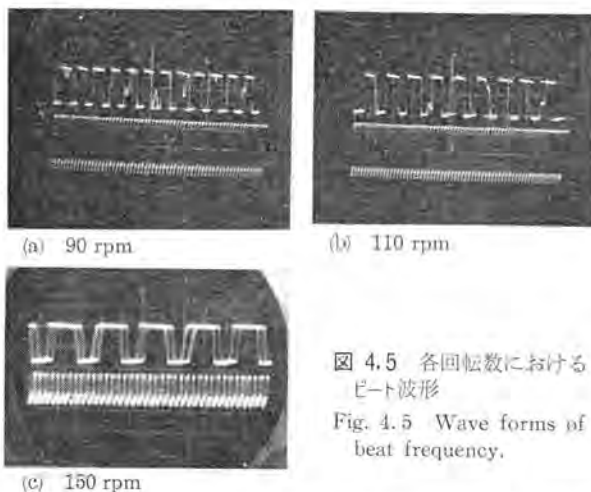 (a) 90 rpm
(b) 110 rpm
(c) 150 rpm
図 4.5 各回転数における
ビート波形
Fig. 4.5 Wave forms of
beat frequency.